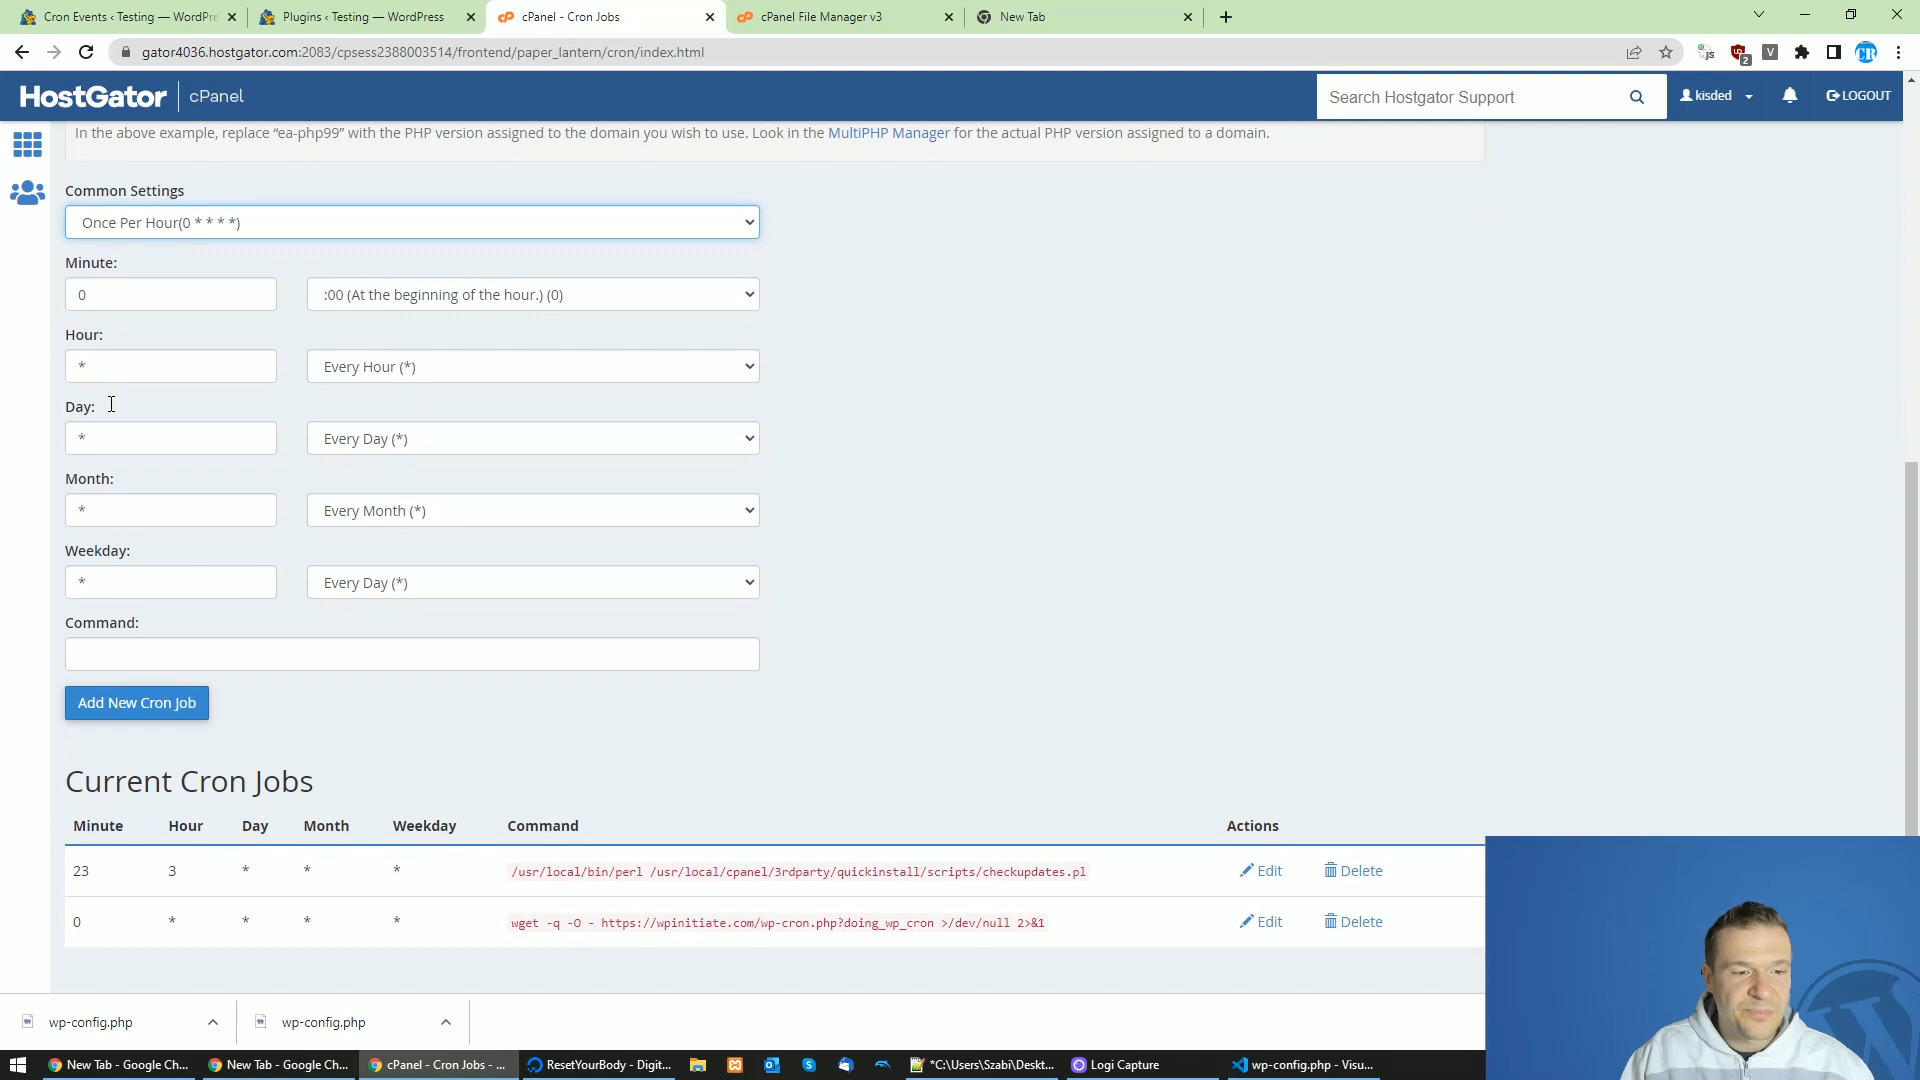 Cron Events ‹ Testing — WordPre
Plugins ‹ Testing — WordPress
cPanel - Cron Jobs
cPanel File Manager v3
New Tab
gator4036.hostgator.com:2083/cpsess2388003514/frontend/paper_lantern/cron/index.html
JS
2
V
CR
HostGator
cPanel
Search Hostgator Support
kisded
LOGOUT
In the above example, replace “ea-php99” with the PHP version assigned to the domain you wish to use. Look in the MultiPHP Manager for the actual PHP version assigned to a domain.
Common Settings
Once Per Hour(0 * * * *)
Minute:
0
:00 (At the beginning of the hour.) (0)
Hour:
*
Every Hour (*)
Day:
*
Every Day (*)
Month:
*
Every Month (*)
Weekday:
*
Every Day (*)
Command:
Add New Cron Job
Current Cron Jobs
Minute Hour Day Month Weekday Command Actions
23 3 * * * /usr/local/bin/perl /usr/local/cpanel/3rdparty/quickinstall/scripts/checkupdates.pl Edit Delete
0 * * * * wget -q -O - https://wpinitiate.com/wp-cron.php?doing_wp_cron >/dev/null 2>&1 Edit Delete
wp-config.php
wp-config.php
New Tab - Google Ch...
New Tab - Google Ch...
cPanel - Cron Jobs - ...
ResetYourBody - Digit...
*C:\Users\Szabi\Deskt...
Logi Capture
wp-config.php - Visu...